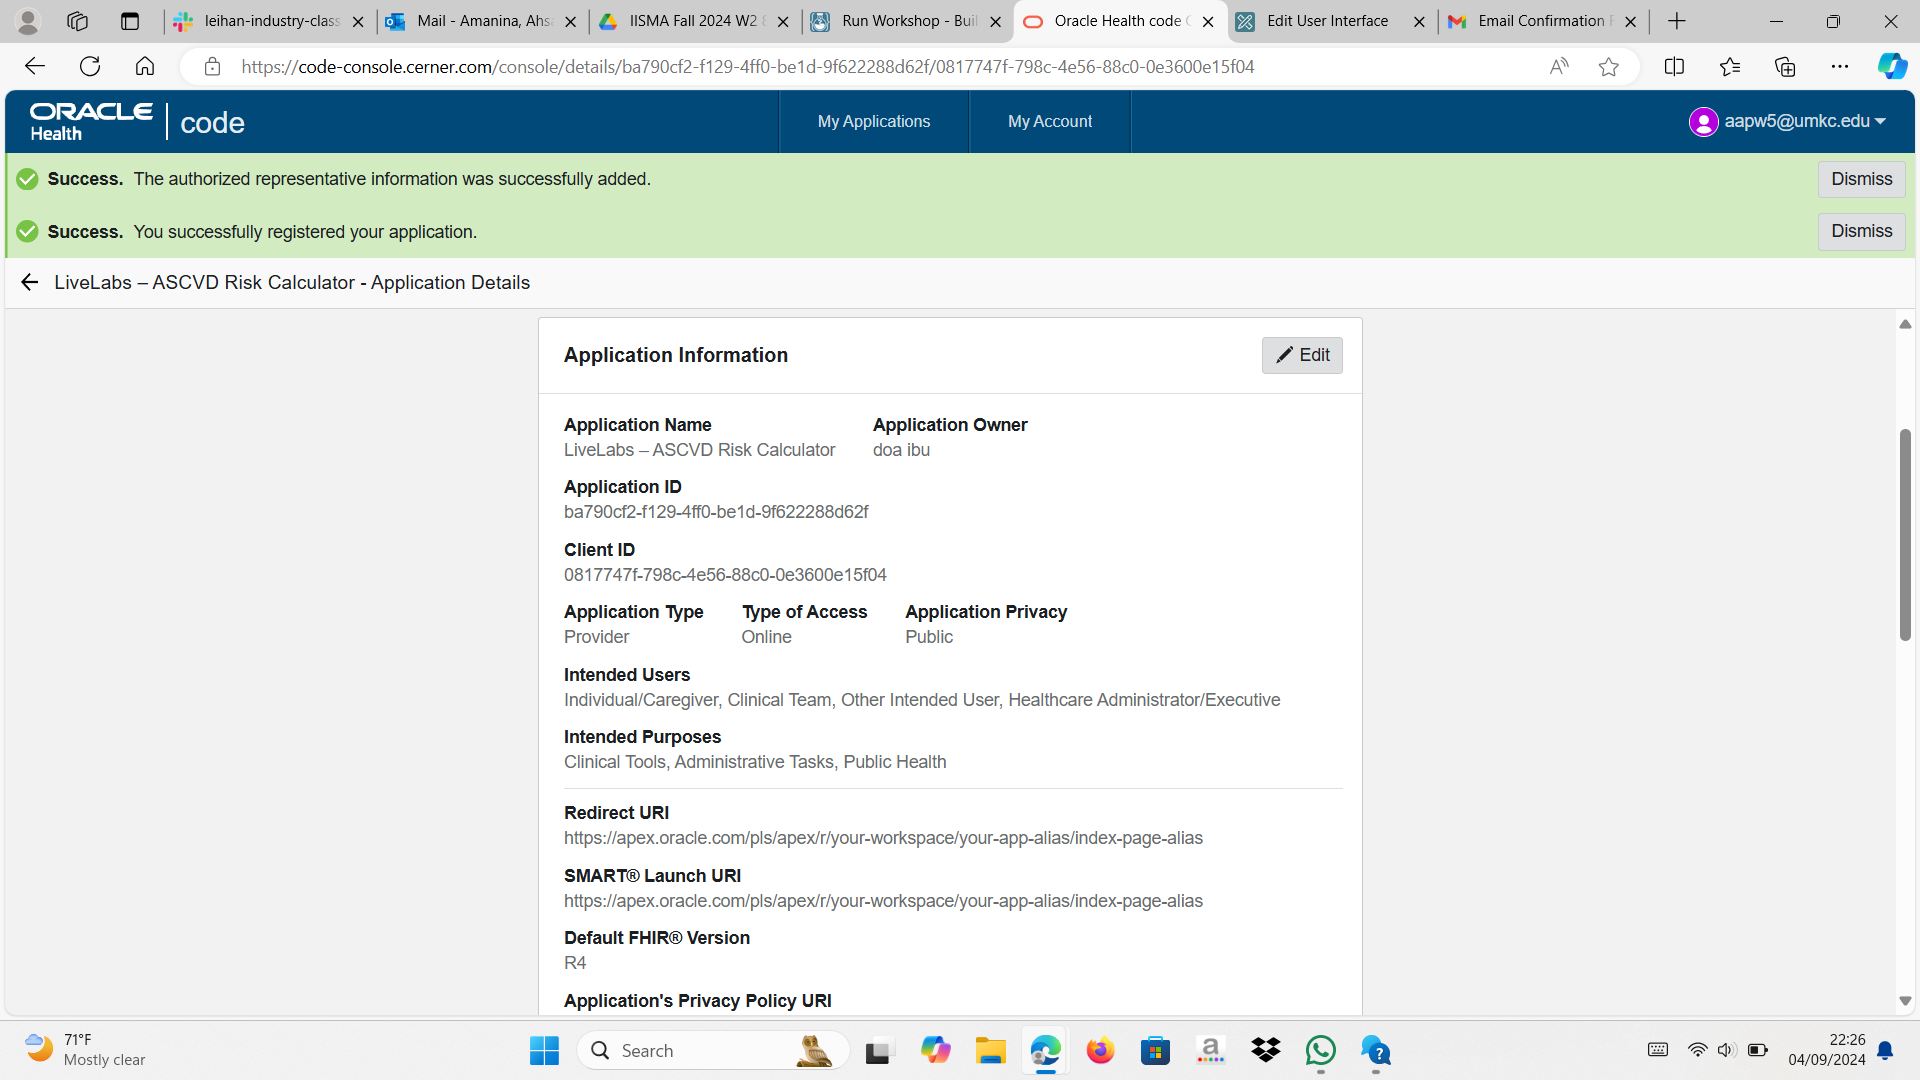 leihan-industry-class
Mail - Amanina, Ahsa
IISMA Fall 2024 W2 &
Run Workshop - Buil
Oracle Health code C
Edit User Interface
Email Confirmation F
https://code-console.cerner.com/console/details/ba790cf2-f129-4ff0-be1d-9f622288d62f/0817747f-798c-4e56-88c0-0e3600e15f04
ORACLE
Health
code
My Applications
My Account
aapw5@umkc.edu
Success. The authorized representative information was successfully added.
Dismiss
Success. You successfully registered your application.
Dismiss
LiveLabs – ASCVD Risk Calculator - Application Details
Application Information
Edit
Application Name Application Owner
LiveLabs – ASCVD Risk Calculator doa ibu
Application ID
ba790cf2-f129-4ff0-be1d-9f622288d62f
Client ID
0817747f-798c-4e56-88c0-0e3600e15f04
Application Type Type of Access Application Privacy
Provider Online Public
Intended Users
Individual/Caregiver, Clinical Team, Other Intended User, Healthcare Administrator/Executive
Intended Purposes
Clinical Tools, Administrative Tasks, Public Health
Redirect URI
https://apex.oracle.com/pls/apex/r/your-workspace/your-app-alias/index-page-alias
SMART® Launch URI
https://apex.oracle.com/pls/apex/r/your-workspace/your-app-alias/index-page-alias
Default FHIR® Version
R4
Application's Privacy Policy URI
71°F
Mostly clear
Search
22:26
04/09/2024